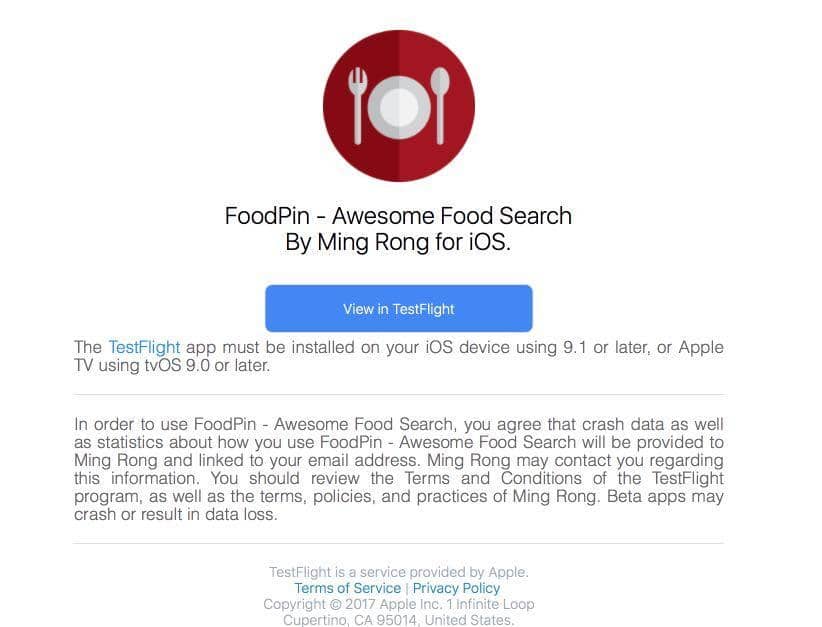 FoodPin - Awesome Food Search
By Ming Rong for iOS.
View in TestFlight
The TestFlight app must be installed on your iOS device using 9.1 or later, or Apple
TV using tvOS 9.0 or later.
In order to use FoodPin - Awesome Food Search, you agree that crash data as well
as statistics about how you use FoodPin - Awesome Food Search will be provided to
Ming Rong and linked to your email address. Ming Rong may contact you regarding
this information. You should review the Terms and Conditions of the TestFlight
program, as well as the terms, policies, and practices of Ming Rong. Beta apps may
crash or result in data loss.
TestFlight is a service provided by Apple.
Terms of Service | Privacy Policy
Copyright © 2017 Apple Inc. 1 Infinite Loop
Cupertino, CA 95014, United States.